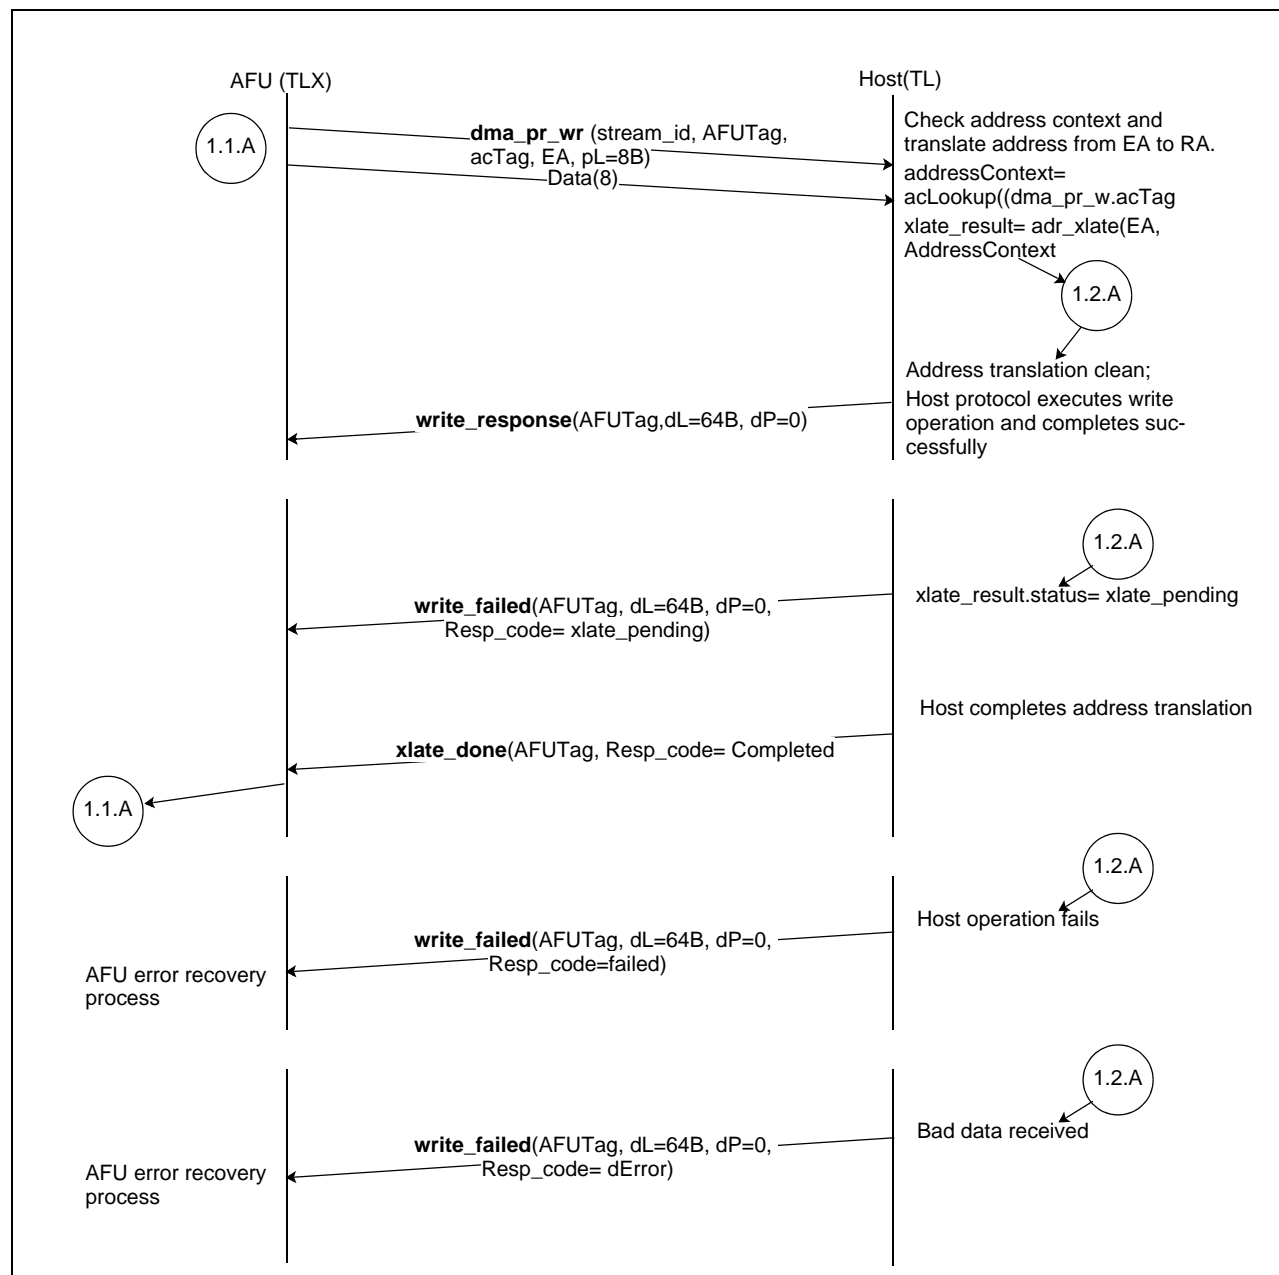 AFU (TLX)
Host(TL)
1.1.A
dma_pr_wr (stream_id, AFUTag,
acTag, EA, pL=8B)
Data(8)
Check address context and
translate address from EA to RA.
addressContext=
acLookup((dma_pr_w.acTag
xlate_result= adr_xlate(EA,
AddressContext
1.2.A
Address translation clean;
Host protocol executes write
operation and completes suc-
cessfully
write_response(AFUTag,dL=64B, dP=0)
1.2.A
xlate_result.status= xlate_pending
write_failed(AFUTag, dL=64B, dP=0,
Resp_code= xlate_pending)
Host completes address translation
xlate_done(AFUTag, Resp_code= Completed
1.1.A
1.2.A
Host operation fails
write_failed(AFUTag, dL=64B, dP=0,
Resp_code=failed)
AFU error recovery
process
1.2.A
Bad data received
write_failed(AFUTag, dL=64B, dP=0,
Resp_code= dError)
AFU error recovery
process